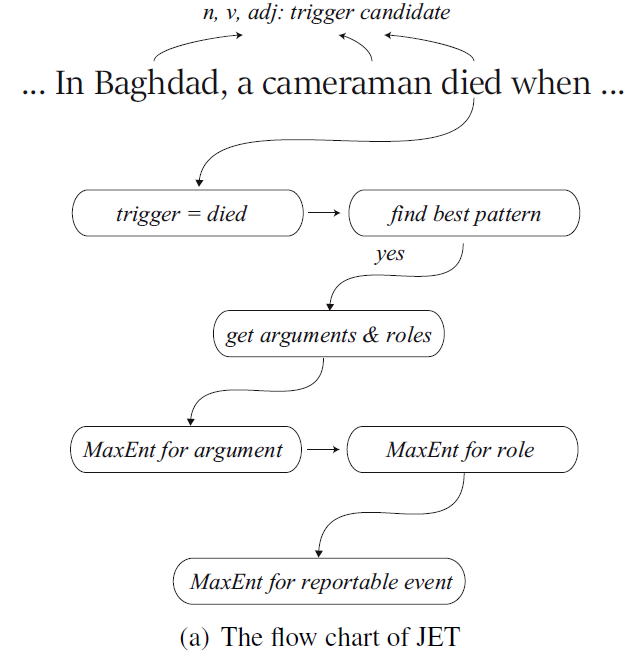 n, v, adj: trigger candidate
... In Baghdad, a cameraman died when ...
trigger = died
find best pattern
yes
get arguments & roles
MaxEnt for argument
MaxEnt for role
MaxEnt for reportable event
(a) The flow chart of JET